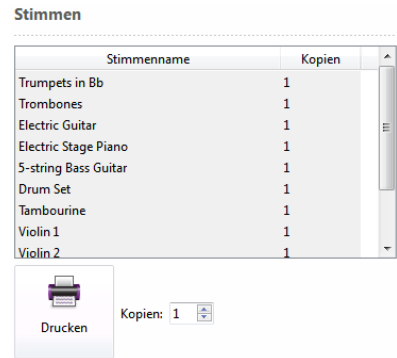 Stimmen
Stimmenname Kopien
Trumpets in Bb 1
Trombones 1
Electric Guitar 1
Electric Stage Piano 1
5-string Bass Guitar 1
Drum Set 1
Tambourine 1
Violin 1 1
Violin 2 1
Kopien: 1
Drucken